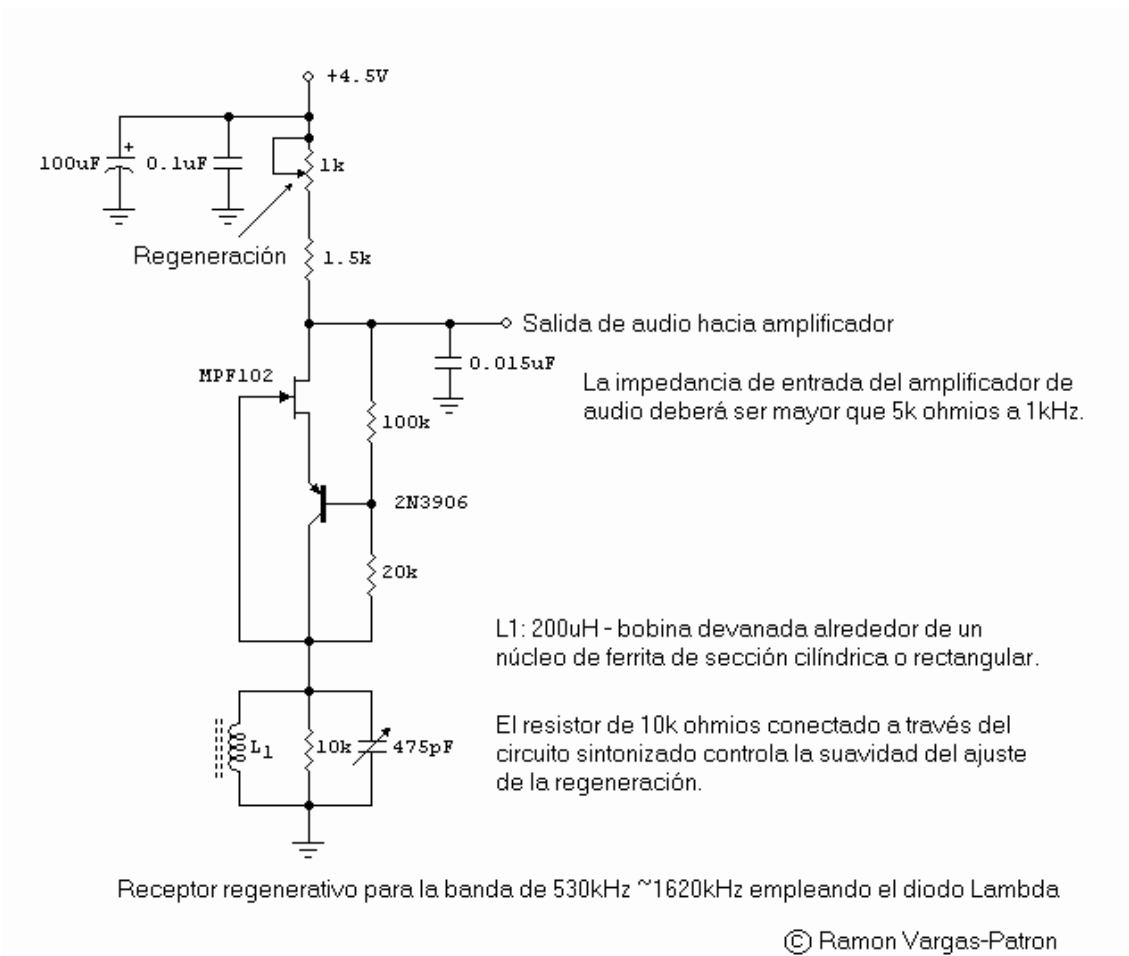 +4.5V
100uF
+
0.1uF
1k
Regeneración
1.5k
Salida de audio hacia amplificador
MPF102
0.015uF
La impedancia de entrada del amplificador de
audio deberá ser mayor que 5k ohmios a 1kHz.
100k
2N3906
20k
L1: 200uH - bobina devanada alrededor de un
núcleo de ferrita de sección cilíndrica o rectangular.
L1
10k
475pF
El resistor de 10k ohmios conectado a través del
circuito sintonizado controla la suavidad del ajuste
de la regeneración.
Receptor regenerativo para la banda de 530kHz ~1620kHz empleando el diodo Lambda
© Ramon Vargas-Patron